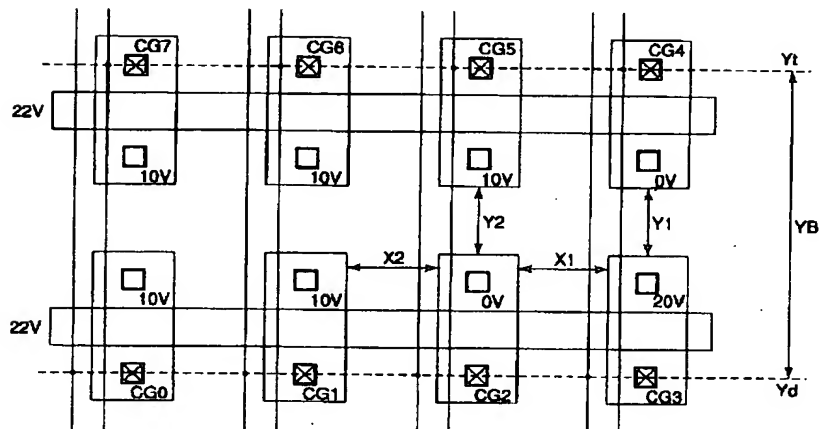 CG7 CG6 CG5 CG4 Yt
22V
10V 10V 10V 0V
Y2 Y1 YB
X2 X1
10V 10V 0V 20V
22V
CG0 CG1 CG2 CG3 Yd